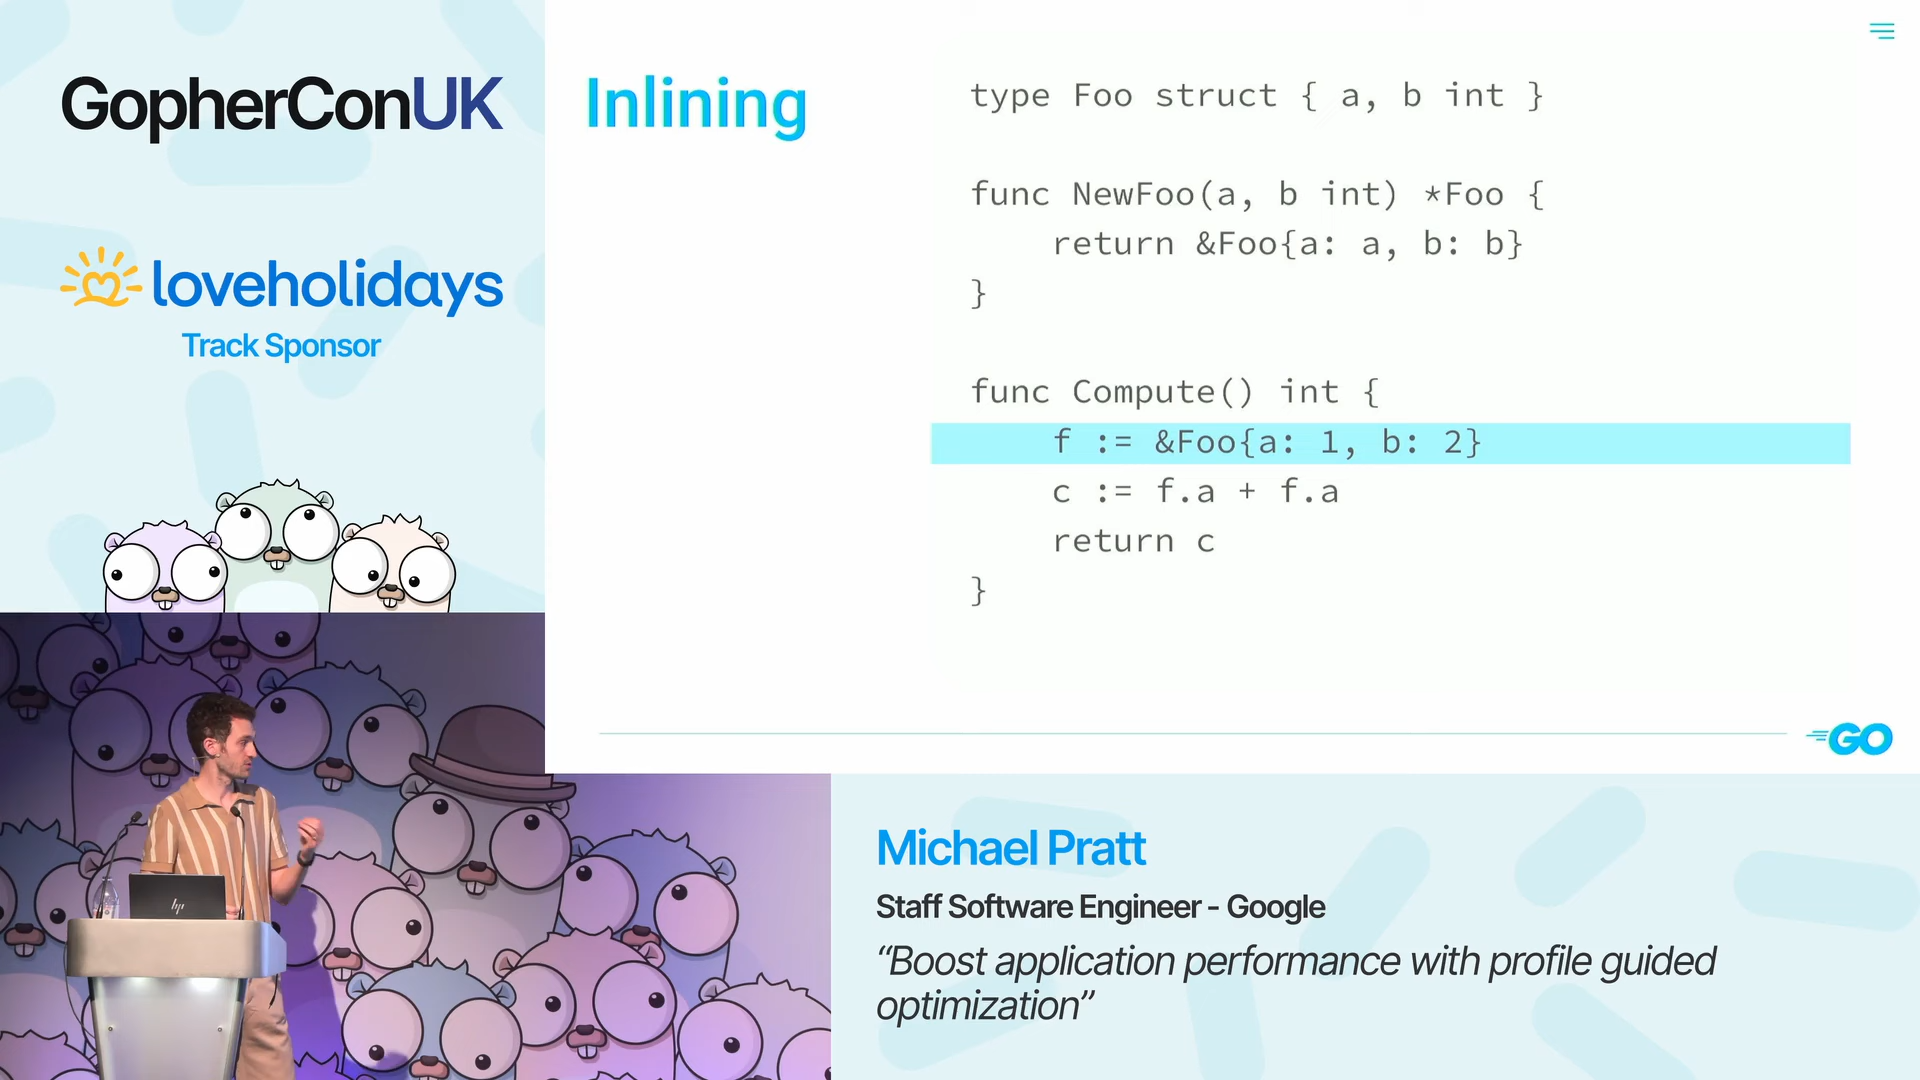 GopherConUK
loveholidays
Track Sponsor
Inlining
type Foo struct { a, b int }
func NewFoo(a, b int) *Foo {
    return &Foo{a: a, b: b}
}
func Compute() int {
    f := &Foo{a: 1, b: 2}
    c := f.a + f.a
    return c
}
GO
hp
Michael Pratt
Staff Software Engineer - Google
“Boost application performance with profile guided
optimization”